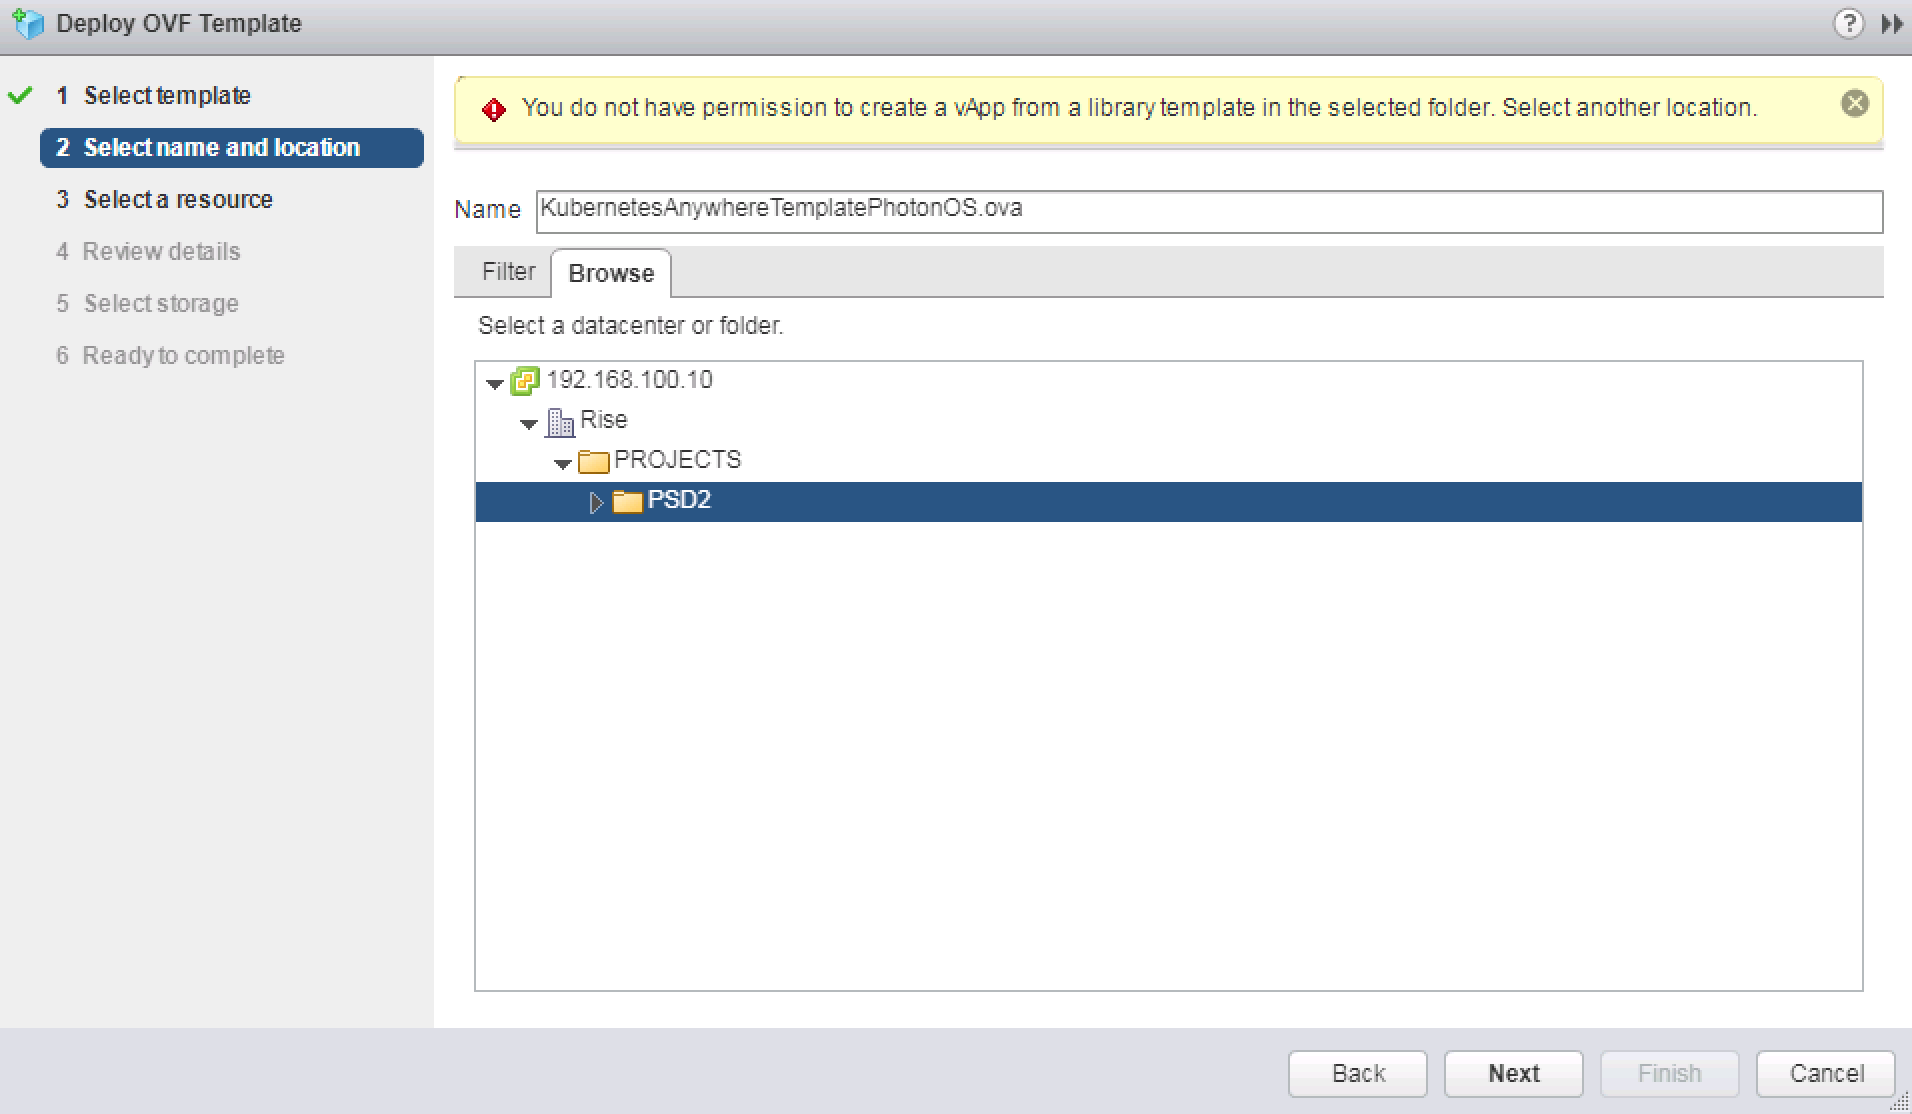 Deploy OVF Template
?
1 Select template
2 Select name and location
3 Select a resource
4 Review details
5 Select storage
6 Ready to complete
You do not have permission to create a vApp from a library template in the selected folder. Select another location.
Name KubernetesAnywhereTemplatePhotonOS.ova
Filter Browse
Select a datacenter or folder.
192.168.100.10
Rise
PROJECTS
PSD2
Back Next Finish Cancel